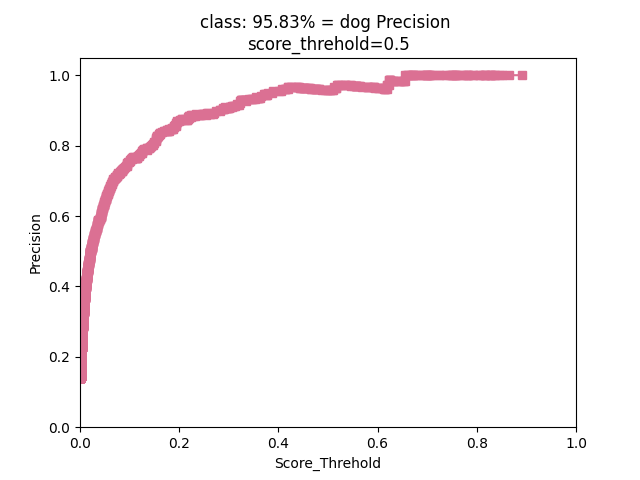 class: 95.83% = dog Precision
score_threhold=0.5
1.0
0.8
0.6
0.4
0.2
0.0
Precision
0.0 0.2 0.4 0.6 0.8 1.0
Score_Threhold